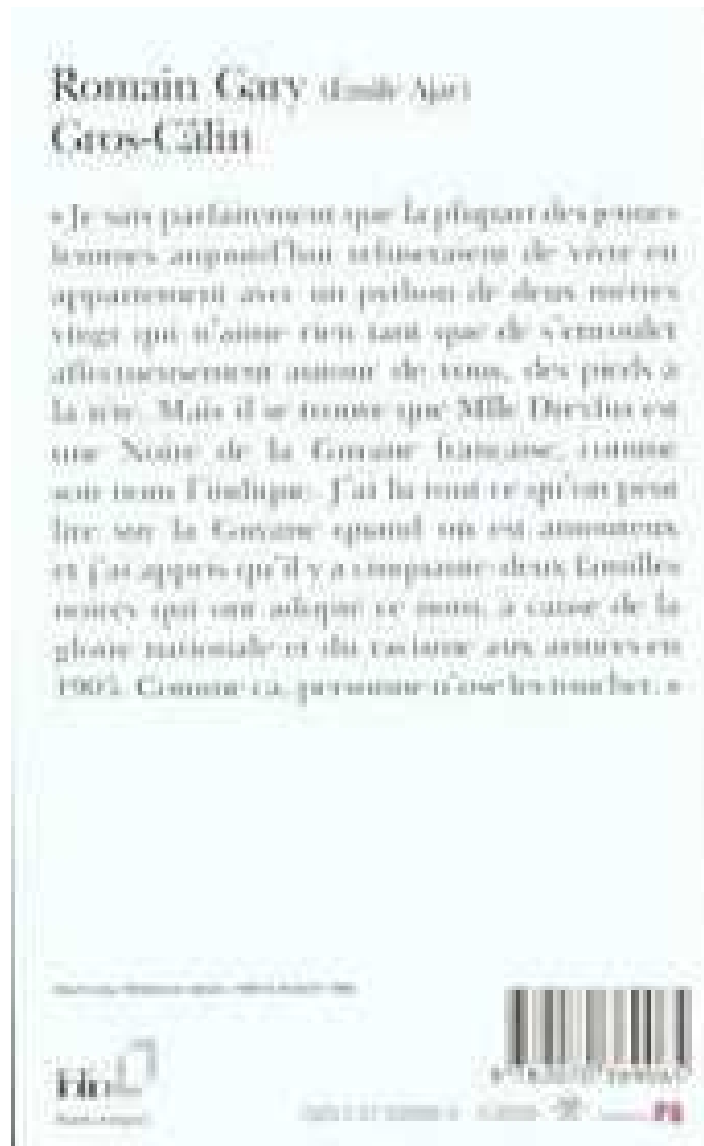 Romain Gary (Émile Ajar)
Gros-Câlin
« Je sais parfaitement que la plupart des jeunes
femmes aujourd'hui refuseraient de vivre en
appartement avec un python de deux mètres
vingt qui n'aime rien tant que de s'enrouler
affectueusement autour de vous, des pieds à
la tête. Mais il se trouve que Mlle Dreyfus est
une Noire de la Guyane française, comme
son nom l'indique. J'ai lu tout ce qu'on peut
lire sur la Guyane quand on est amoureux
et j'ai appris qu'il y a cinquante-deux familles
noires qui ont adopté ce nom, à cause de la
gloire nationale et du racisme aux armées en
1905. Comme ça, personne n'ose les toucher. »
folio